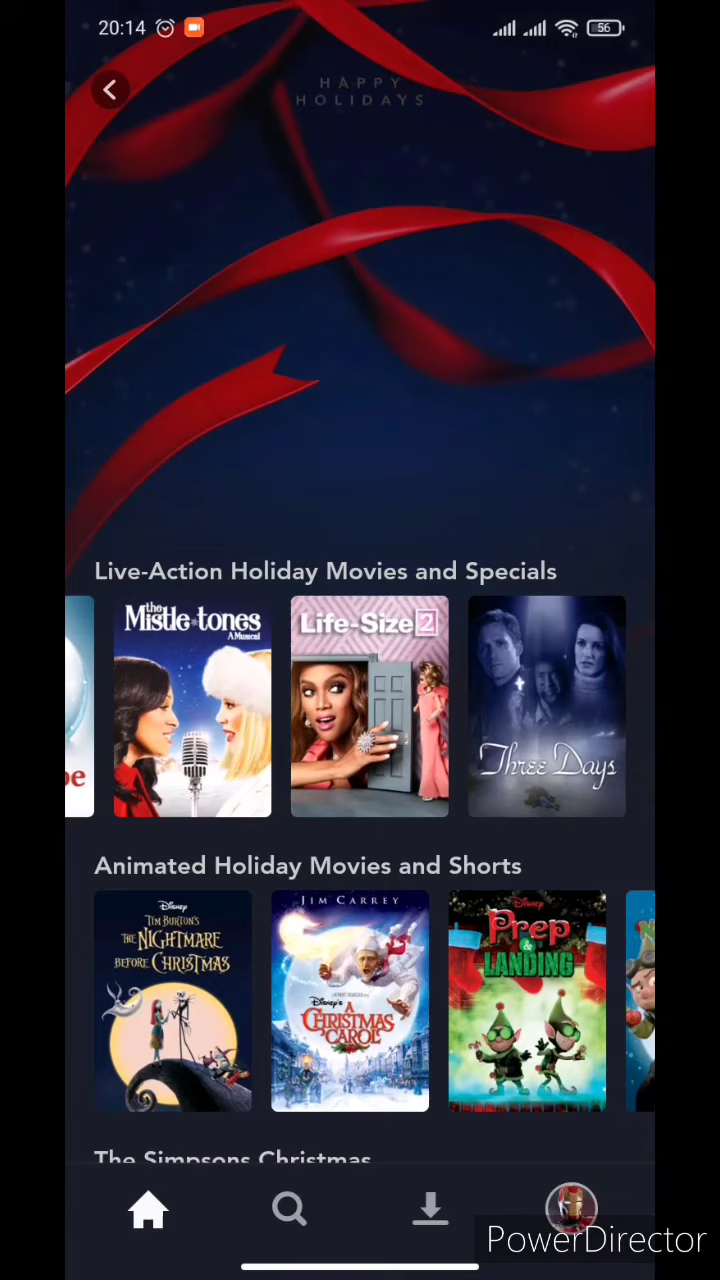 20:14
56
HAPPY
HOLIDAYS
Live-Action Holiday Movies and Specials
be
the
Mistle-tones
A Musical
Life-Size 2
Three Days
Animated Holiday Movies and Shorts
Disney
TIM BURTON'S
THE NIGHTMARE
BEFORE CHRISTMAS
JIM CARREY
Disney's
A
CHRISTMAS
CAROL
Disney
Prep
&
LANDING
The Simpsons Christmas
PowerDirector